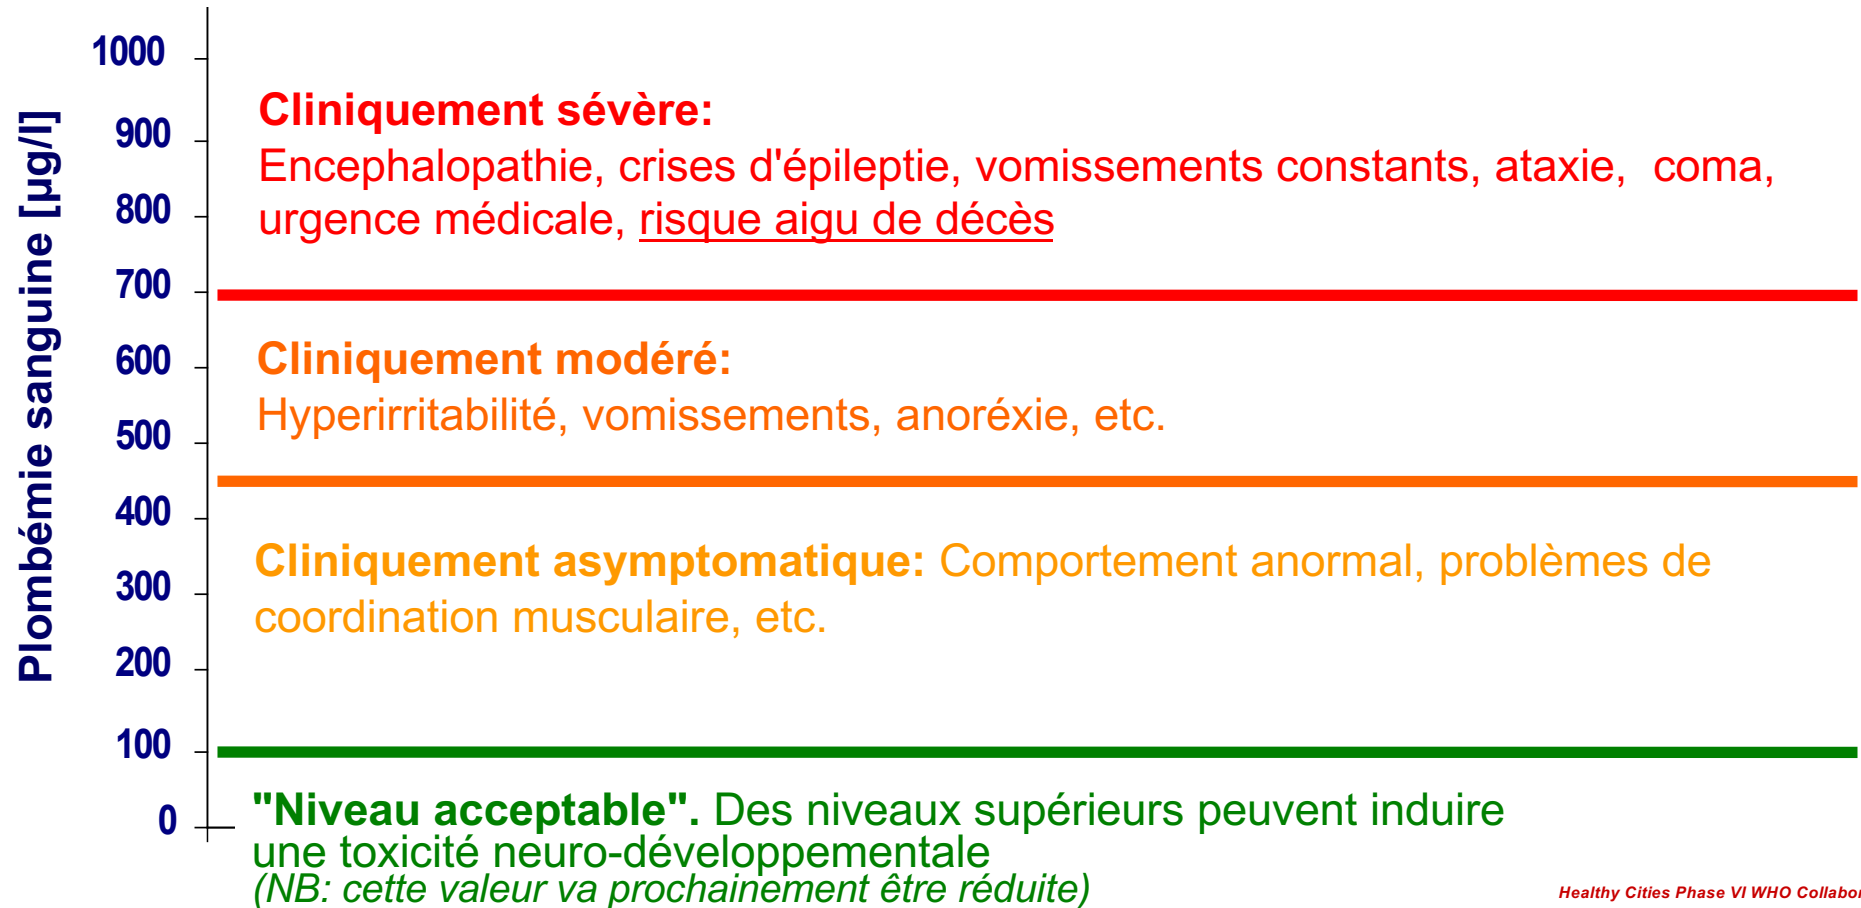 Plombémie sanguine [µg/l]
1000
900
800
700
600
500
400
300
200
100
0
Cliniquement sévère:
Encephalopathie, crises d'épileptie, vomissements constants, ataxie, coma,
urgence médicale, risque aigu de décès
Cliniquement modéré:
Hyperirritabilité, vomissements, anoréxie, etc.
Cliniquement asymptomatique: Comportement anormal, problèmes de
coordination musculaire, etc.
"Niveau acceptable". Des niveaux supérieurs peuvent induire
une toxicité neuro-développementale
(NB: cette valeur va prochainement être réduite)
Healthy Cities Phase VI WHO